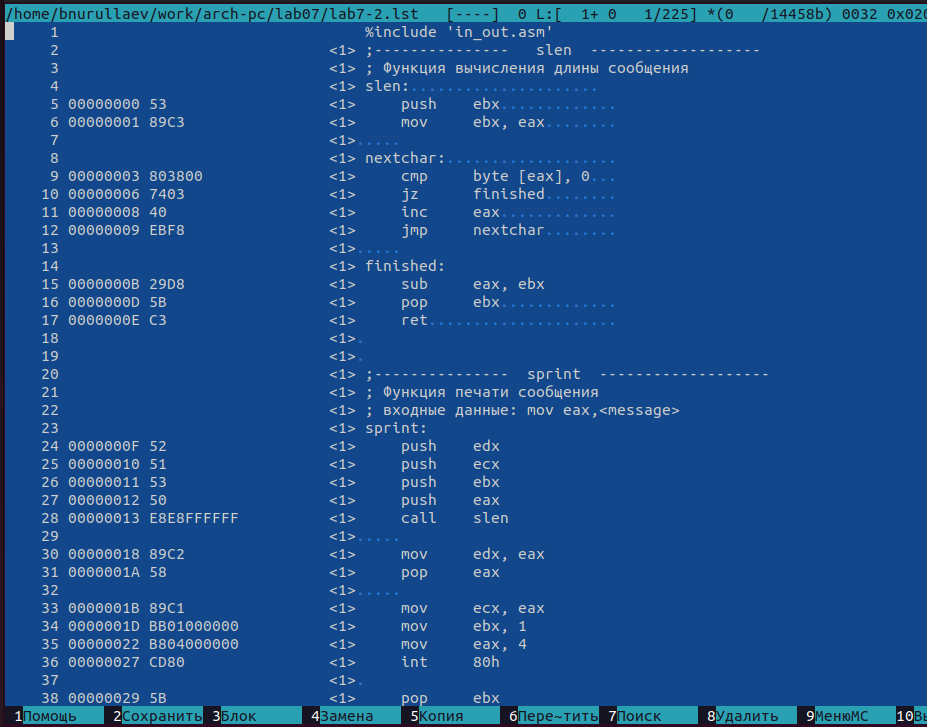 /home/bnurullaev/work/arch-pc/lab07/lab7-2.lst   [----]  0 L:[  1+ 0   1/225] *(0   /14458b) 0032 0x020
1 %include 'in_out.asm'
2 <1> ;---------------   slen  -------------------
3 <1> ; Функция вычисления длины сообщения
4 <1> slen:.....................
5 00000000 53 <1>     push    ebx.............
6 00000001 89C3 <1>     mov     ebx, eax........
7 <1>.....
8 <1> nextchar:...................
9 00000003 803800 <1>     cmp     byte [eax], 0...
10 00000006 7403 <1>     jz      finished........
11 00000008 40 <1>     inc     eax.............
12 00000009 EBF8 <1>     jmp     nextchar........
13 <1>.....
14 <1> finished:
15 0000000B 29D8 <1>     sub     eax, ebx
16 0000000D 5B <1>     pop     ebx.............
17 0000000E C3 <1>     ret.....................
18 <1>.
19 <1>.
20 <1> ;---------------  sprint  -------------------
21 <1> ; Функция печати сообщения
22 <1> ; входные данные: mov eax,<message>
23 <1> sprint:
24 0000000F 52 <1>     push    edx
25 00000010 51 <1>     push    ecx
26 00000011 53 <1>     push    ebx
27 00000012 50 <1>     push    eax
28 00000013 E8E8FFFFFF <1>     call    slen
29 <1>.....
30 00000018 89C2 <1>     mov     edx, eax
31 0000001A 58 <1>     pop     eax
32 <1>.....
33 0000001B 89C1 <1>     mov     ecx, eax
34 0000001D BB01000000 <1>     mov     ebx, 1
35 00000022 B804000000 <1>     mov     eax, 4
36 00000027 CD80 <1>     int     80h
37 <1>.
38 00000029 5B <1>     pop     ebx
1Помощь 2Сохранить 3Блок 4Замена 5Копия 6Пере~тить 7Поиск 8Удалить 9МенюМС 10